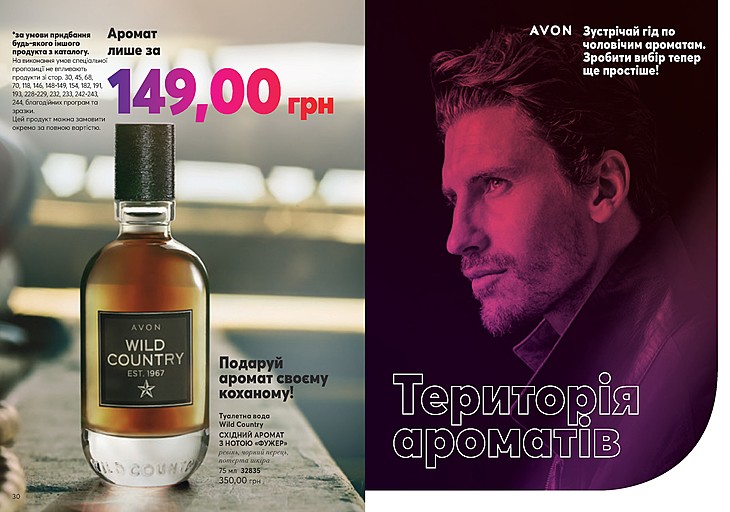 *за умови придбання
будь-якого іншого
продукта з каталогу.
На виконання умов спеціальної
пропозиції не впливають
продукти зі стор. 30, 45, 68,
70, 118, 146, 148-149, 154, 182, 191,
193, 228-229, 232, 233, 242-243,
244, благодійних програм та
зразки.
Цей продукт можна замовити
окремо за повною вартістю.
Аромат
лише за
149,00 грн
AVON
WILD
COUNTRY
EST. 1967
WILD COUNTRY
Подаруй
аромат своєму
коханому!
Туалетна вода
Wild Country
СХІДНИЙ АРОМАТ
З НОТОЮ «ФУЖЕР»
ревінь, чорний перець,
потерта шкіра
75 мл 32835
350,00 грн
30
AVON
Зустрічай гід по
чоловічим ароматам.
Зробити вибір тепер
ще простіше!
Територія
ароматів